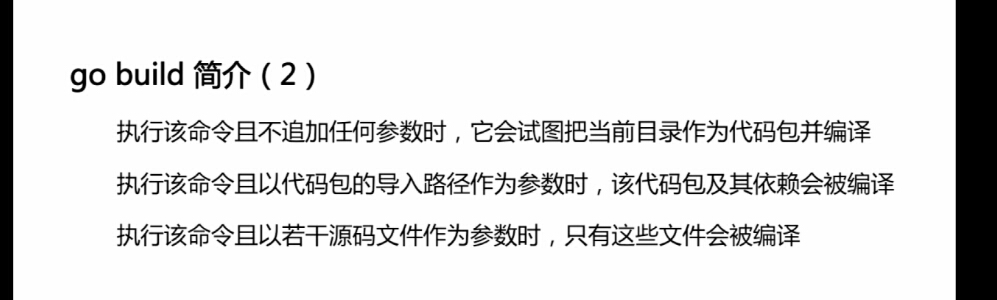 go build 简介（2）
执行该命令且不追加任何参数时，它会试图把当前目录作为代码包并编译
执行该命令且以代码包的导入路径作为参数时，该代码包及其依赖会被编译
执行该命令且以若干源码文件作为参数时，只有这些文件会被编译